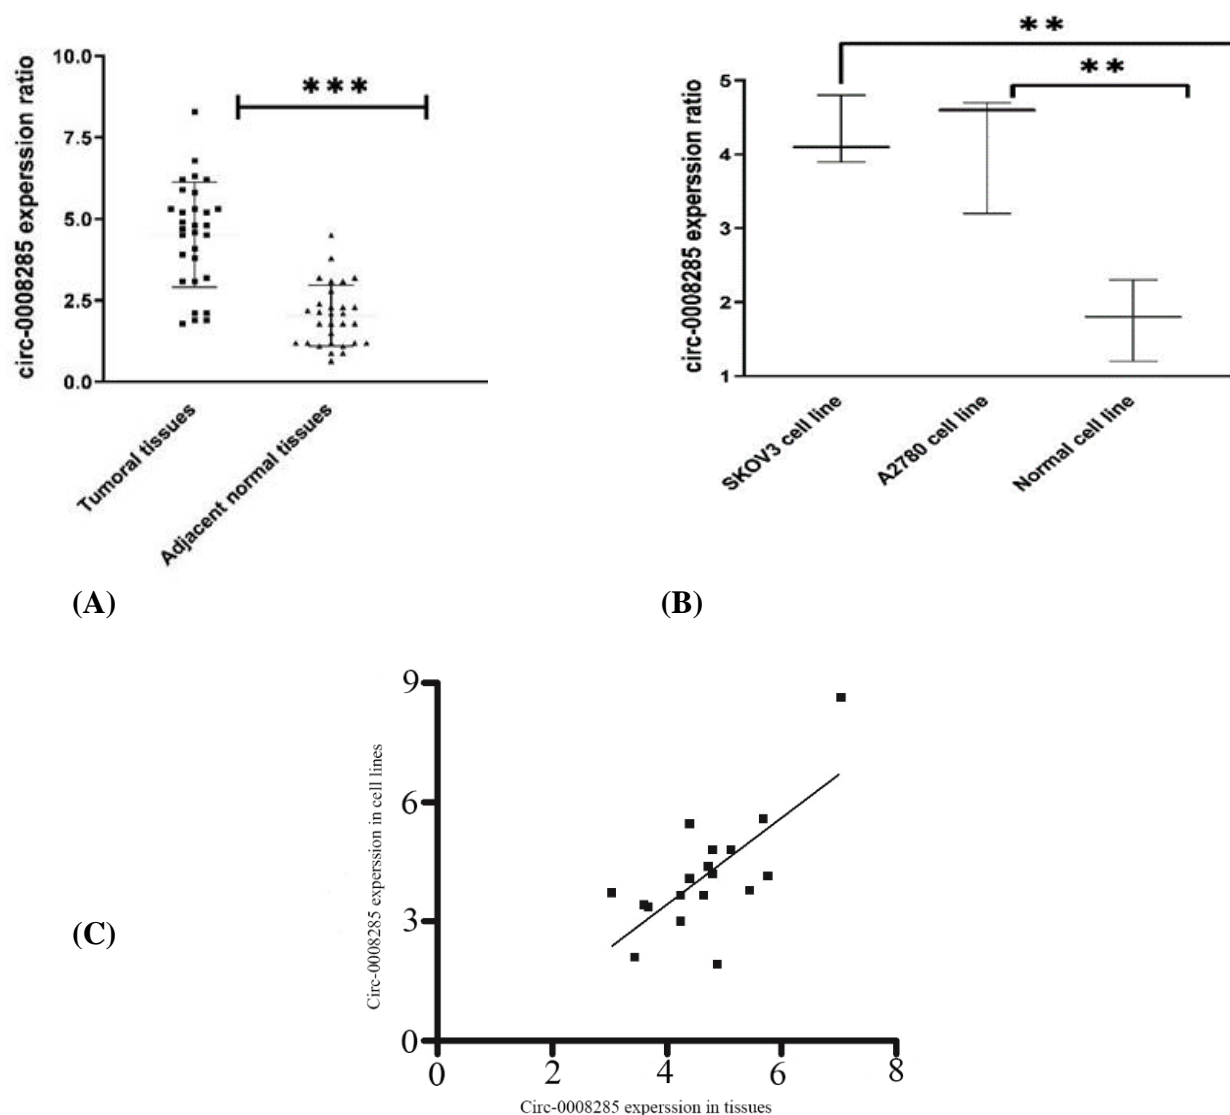 circ-0008285 experssion ratio
10.0
7.5
5.0
2.5
0.0
***
Tumoral tissues
Adjacent normal tissues
(A)
circ-0008285 experssion ratio
5
4
3
2
1
**
**
SKOV3 cell line
A2780 cell line
Normal cell line
(B)
(C)
Circ-0008285 experssion in cell lines
9
6
3
0
0 2 4 6 8
Circ-0008285 experssion in tissues